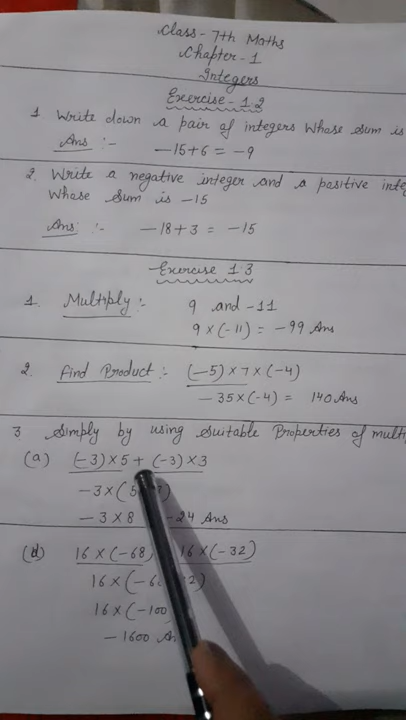 Class - 7th Maths
Chapter - 1
Integers
Exercise - 1.2
1. Write down a pair of integers whose sum is
Ans :- -15+6 = -9
2. Write a negative integer and a positive inte
whose sum is -15
Ans :- -18+3 = -15
Exercise 1.3
1. Multiply :- 9 and -11
9 × (-11) = -99 Ans
2. Find Product :- (-5) × 7 × (-4)
-35 × (-4) = 140 Ans
3. Simply by using suitable Properties of multi
(a) (-3) × 5 + (-3) × 3
-3 × (5
-3 × 8 -24 Ans
(d) 16 × (-68) 16 × (-32)
16 × (-6
16 × (-100
-1600 An